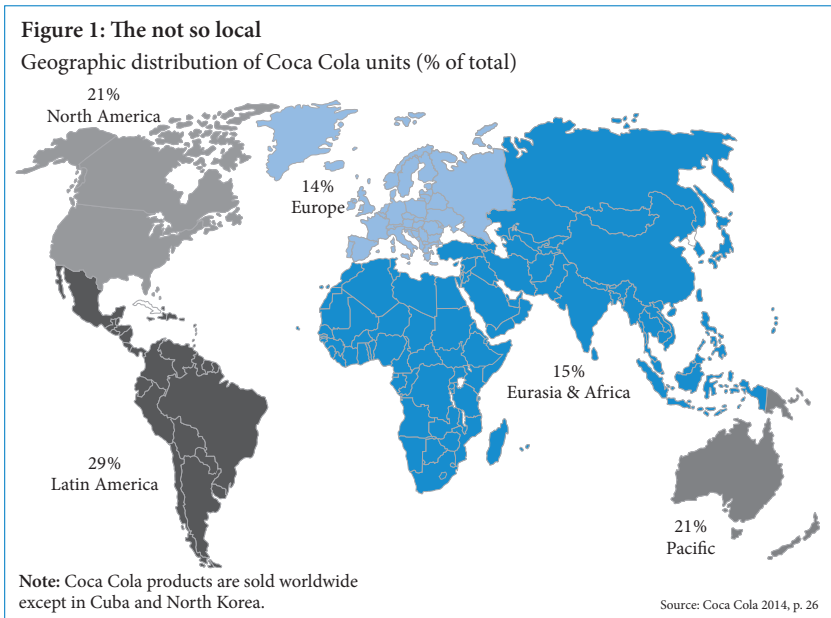 Figure 1: The not so local
Geographic distribution of Coca Cola units (% of total)
21%
North America
14%
Europe
15%
Eurasia & Africa
29%
Latin America
21%
Pacific
Note: Coca Cola products are sold worldwide
except in Cuba and North Korea.
Source: Coca Cola 2014, p. 26